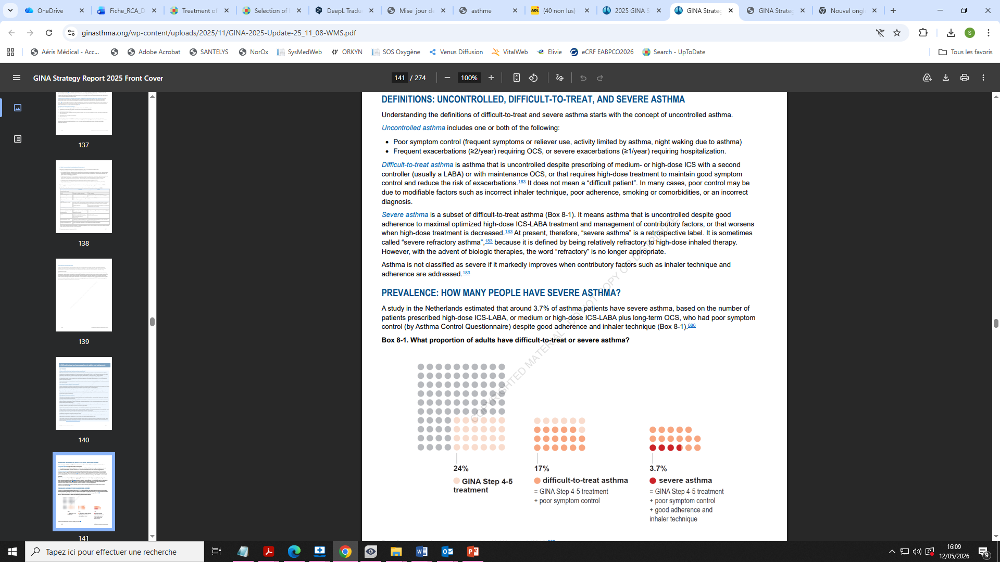 OneDrive
Fiche_RCA_D
Treatment of
Selection of
DeepL Tradu
Mise jour de
asthme
(40 non lus)
2025 GINA S
GINA Strateg
GINA Strateg
Nouvel ongl
ginasthma.org/wp-content/uploads/2025/11/GINA-2025-Update-25_11_08-WMS.pdf
S
Aéris Médical - Acc...
Adobe Acrobat
SANTELYS
NorOx
SysMedWeb
ORKYN
SOS Oxygène
Venus Diffusion
VitalWeb
Elivie
eCRF EABPCO2026
Search - UpToDate
Tous les favoris
GINA Strategy Report 2025 Front Cover
141 / 274
100%
137
138
139
140
141
DEFINITIONS: UNCONTROLLED, DIFFICULT-TO-TREAT, AND SEVERE ASTHMA
Understanding the definitions of difficult-to-treat and severe asthma starts with the concept of uncontrolled asthma.
Uncontrolled asthma includes one or both of the following:
• Poor symptom control (frequent symptoms or reliever use, activity limited by asthma, night waking due to asthma)
• Frequent exacerbations (≥2/year) requiring OCS, or severe exacerbations (≥1/year) requiring hospitalization.
Difficult-to-treat asthma is asthma that is uncontrolled despite prescribing of medium- or high-dose ICS with a second
controller (usually a LABA) or with maintenance OCS, or that requires high-dose treatment to maintain good symptom
control and reduce the risk of exacerbations.183 It does not mean a “difficult patient”. In many cases, poor control may be
due to modifiable factors such as incorrect inhaler technique, poor adherence, smoking or comorbidities, or an incorrect
diagnosis.
Severe asthma is a subset of difficult-to-treat asthma (Box 8-1). It means asthma that is uncontrolled despite good
adherence to maximal optimized high-dose ICS-LABA treatment and management of contributory factors, or that worsens
when high-dose treatment is decreased.183 At present, therefore, “severe asthma” is a retrospective label. It is sometimes
called “severe refractory asthma”,183 because it is defined by being relatively refractory to high-dose inhaled therapy.
However, with the advent of biologic therapies, the word “refractory” is no longer appropriate.
Asthma is not classified as severe if it markedly improves when contributory factors such as inhaler technique and
adherence are addressed.183
PREVALENCE: HOW MANY PEOPLE HAVE SEVERE ASTHMA?
A study in the Netherlands estimated that around 3.7% of asthma patients have severe asthma, based on the number of
patients prescribed high-dose ICS-LABA, or medium or high-dose ICS-LABA plus long-term OCS, who had poor symptom
control (by Asthma Control Questionnaire) despite good adherence and inhaler technique (Box 8-1).686
Box 8-1. What proportion of adults have difficult-to-treat or severe asthma?
COPYRIGHTED MATERIAL - DO NOT COPY OR DISTRIBUTE
24%
GINA Step 4-5
treatment
17%
difficult-to-treat asthma
= GINA Step 4-5 treatment
+ poor symptom control
3.7%
severe asthma
= GINA Step 4-5 treatment
+ poor symptom control
+ good adherence and
inhaler technique
Tapez ici pour effectuer une recherche
16:09
12/05/2026
9